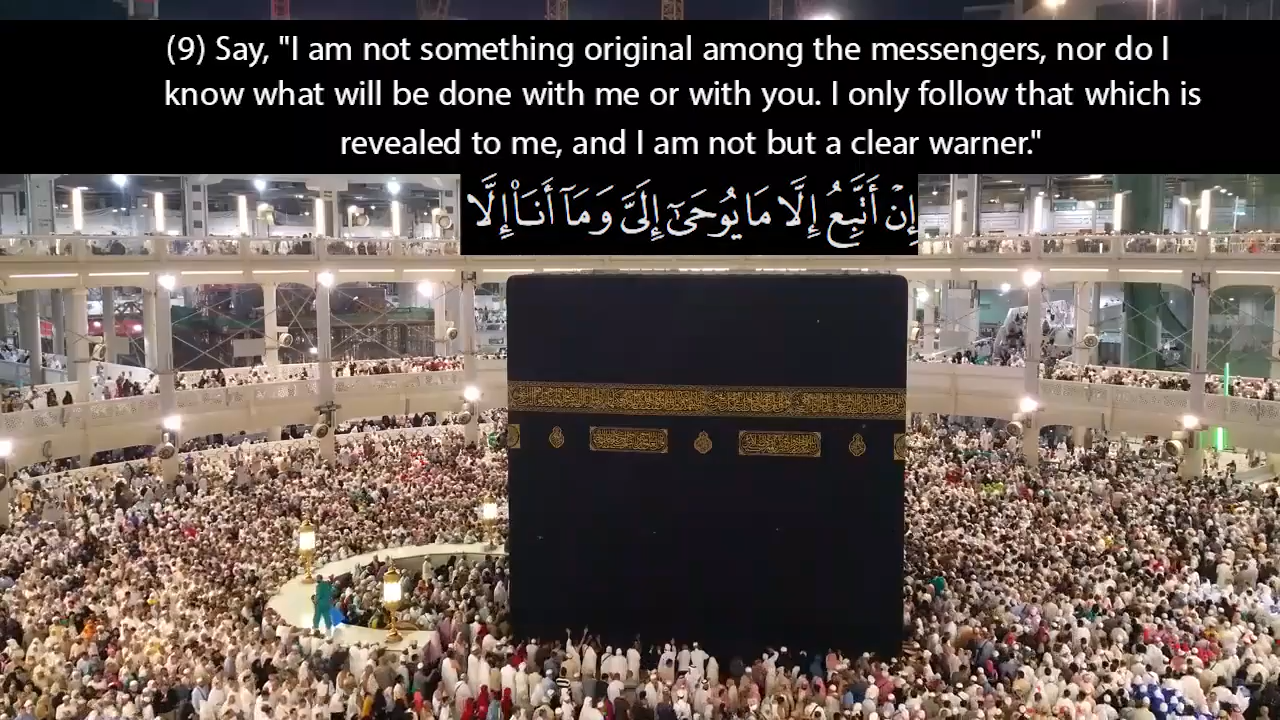 (9) Say, "I am not something original among the messengers, nor do I
know what will be done with me or with you. I only follow that which is
revealed to me, and I am not but a clear warner."
إِنْ أَتَّبِعُ إِلَّا مَا يُوحَىٰٓ إِلَىَّ وَمَآ أَنَا۠ إِلَّا